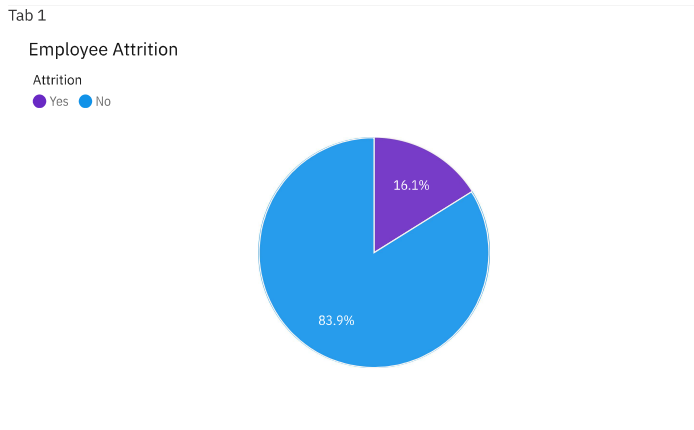 Tab 1
Employee Attrition
Attrition
Yes No
16.1%
83.9%